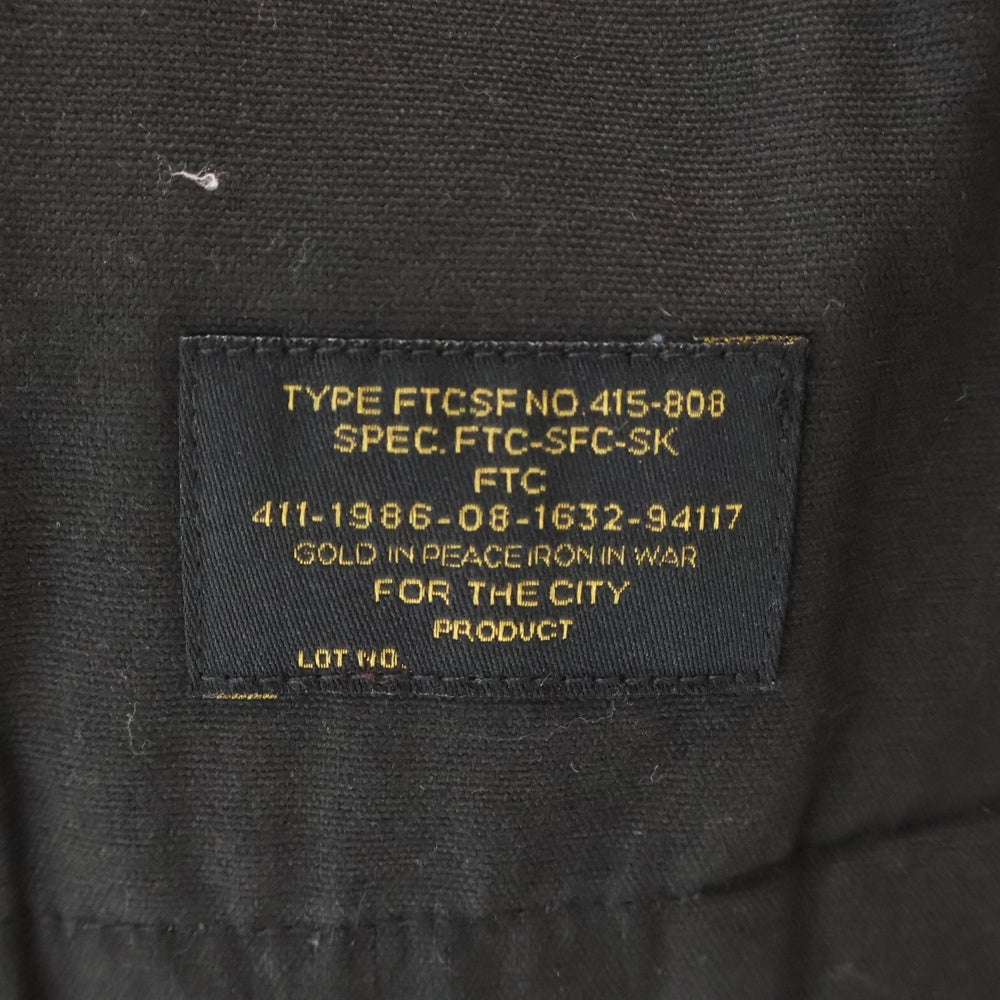 TYPE FTCSF NO. 415-808
SPEC. FTC-SFC-SK
FTC
411-1986-08-1632-94117
GOLD IN PEACE IRON IN WAR
FOR THE CITY
PRODUCT
LOT NO.